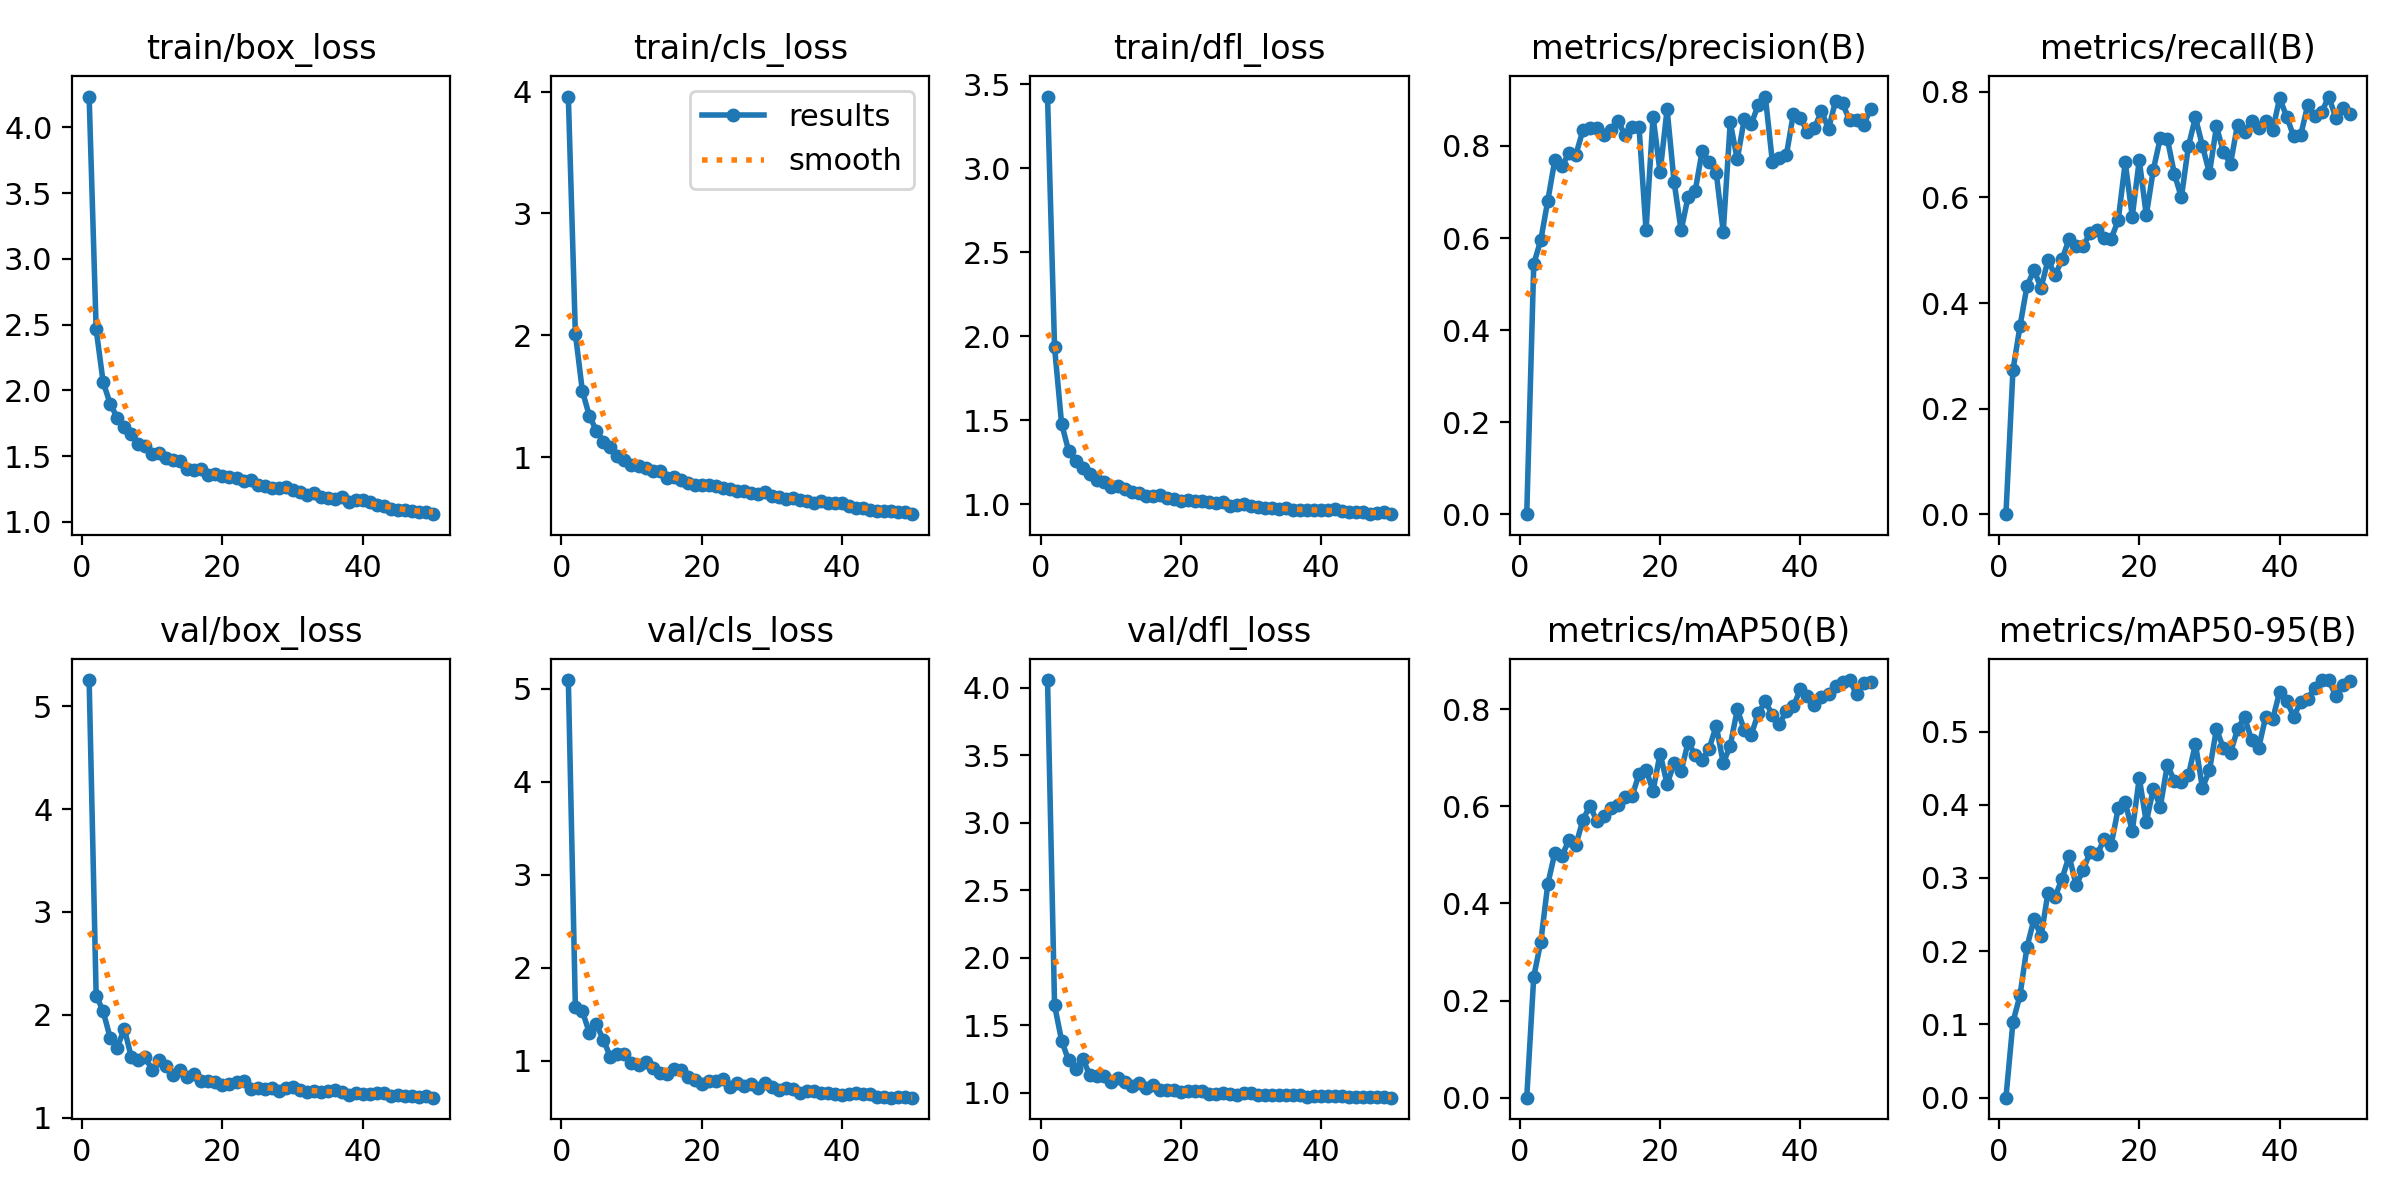 train/box_loss
4.0
3.5
3.0
2.5
2.0
1.5
1.0
0 20 40
train/cls_loss
results
smooth
4
3
2
1
0 20 40
train/dfl_loss
3.5
3.0
2.5
2.0
1.5
1.0
0 20 40
metrics/precision(B)
0.8
0.6
0.4
0.2
0.0
0 20 40
metrics/recall(B)
0.8
0.6
0.4
0.2
0.0
0 20 40
val/box_loss
5
4
3
2
1
0 20 40
val/cls_loss
5
4
3
2
1
0 20 40
val/dfl_loss
4.0
3.5
3.0
2.5
2.0
1.5
1.0
0 20 40
metrics/mAP50(B)
0.8
0.6
0.4
0.2
0.0
0 20 40
metrics/mAP50-95(B)
0.5
0.4
0.3
0.2
0.1
0.0
0 20 40